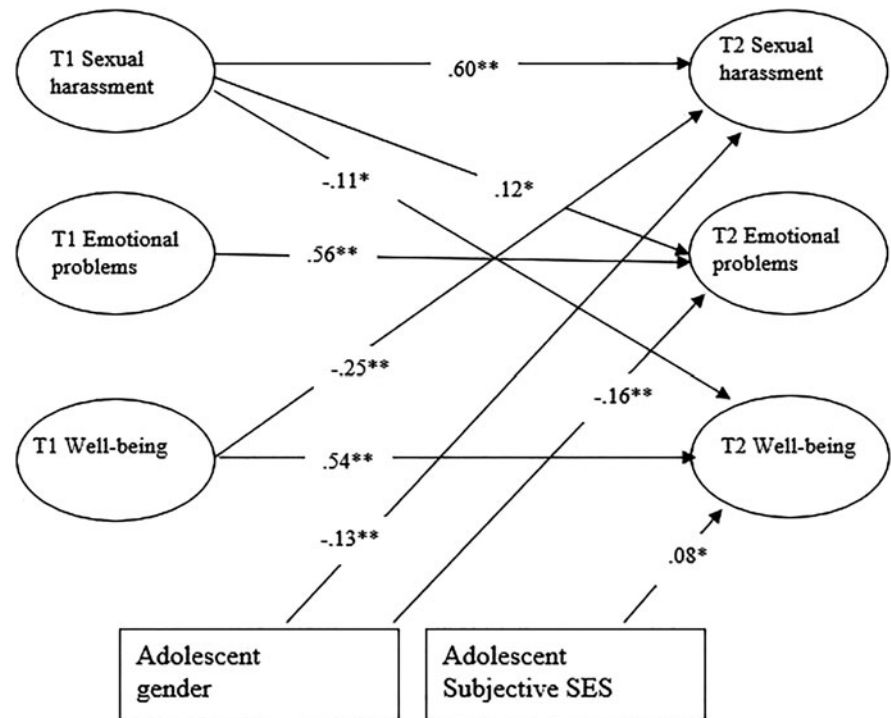 T1 Sexual
harassment
T2 Sexual
harassment
.60**
-.11*
.12*
T1 Emotional
problems
T2 Emotional
problems
.56**
-.25**
-.16**
T1 Well-being
T2 Well-being
.54**
-.13**
.08*
Adolescent
gender
Adolescent
Subjective SES